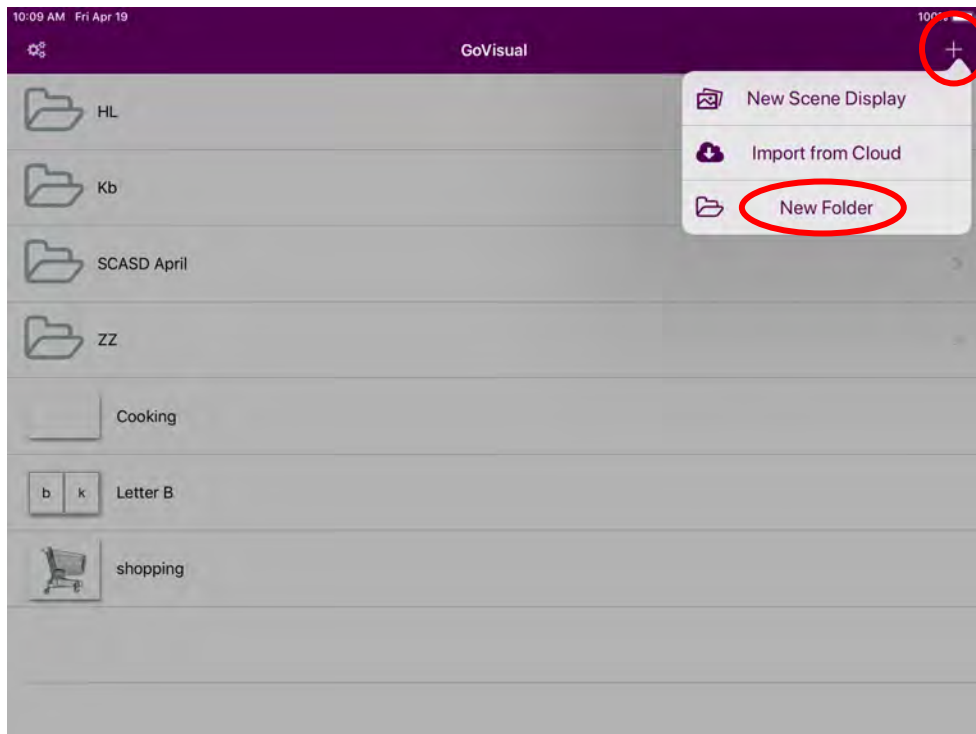 10:09 AM Fri Apr 19
GoVisual
New Scene Display
Import from Cloud
New Folder
HL
Kb
SCASD April
ZZ
Cooking
b k Letter B
shopping